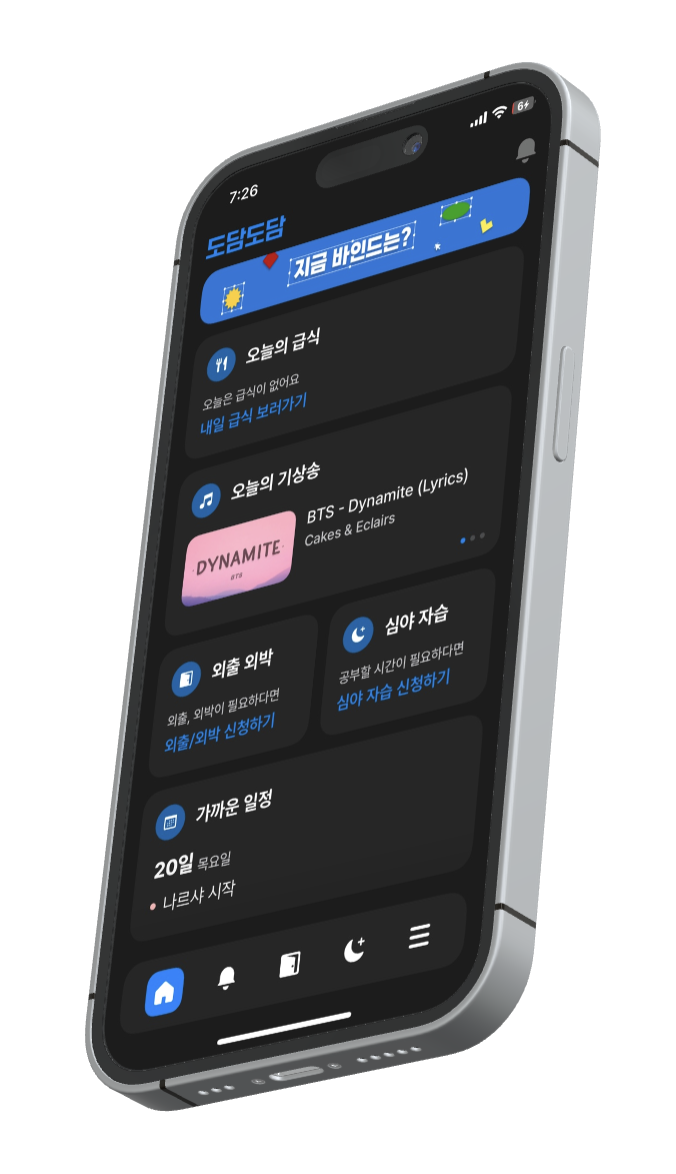 7:26
6
도담도담
지금 바인드는?
오늘의 급식
오늘은 급식이 없어요
내일 급식 보러가기
오늘의 기상송
DYNAMITE
BTS
BTS - Dynamite (Lyrics)
Cakes & Eclairs
외출 외박
외출, 외박이 필요하다면
외출/외박 신청하기
심야 자습
공부할 시간이 필요하다면
심야 자습 신청하기
가까운 일정
20일 목요일
나르샤 시작